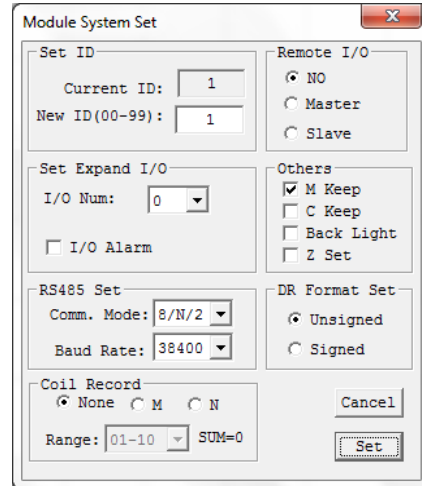 Module System Set
Set ID
Current ID: 1
New ID(00-99): 1
Remote I/O
NO
Master
Slave
Set Expand I/O
I/O Num: 0
I/O Alarm
Others
M Keep
C Keep
Back Light
Z Set
RS485 Set
Comm. Mode: 8/N/2
Baud Rate: 38400
DR Format Set
Unsigned
Signed
Coil Record
None M N
Range: 01-10 SUM=0
Cancel
Set